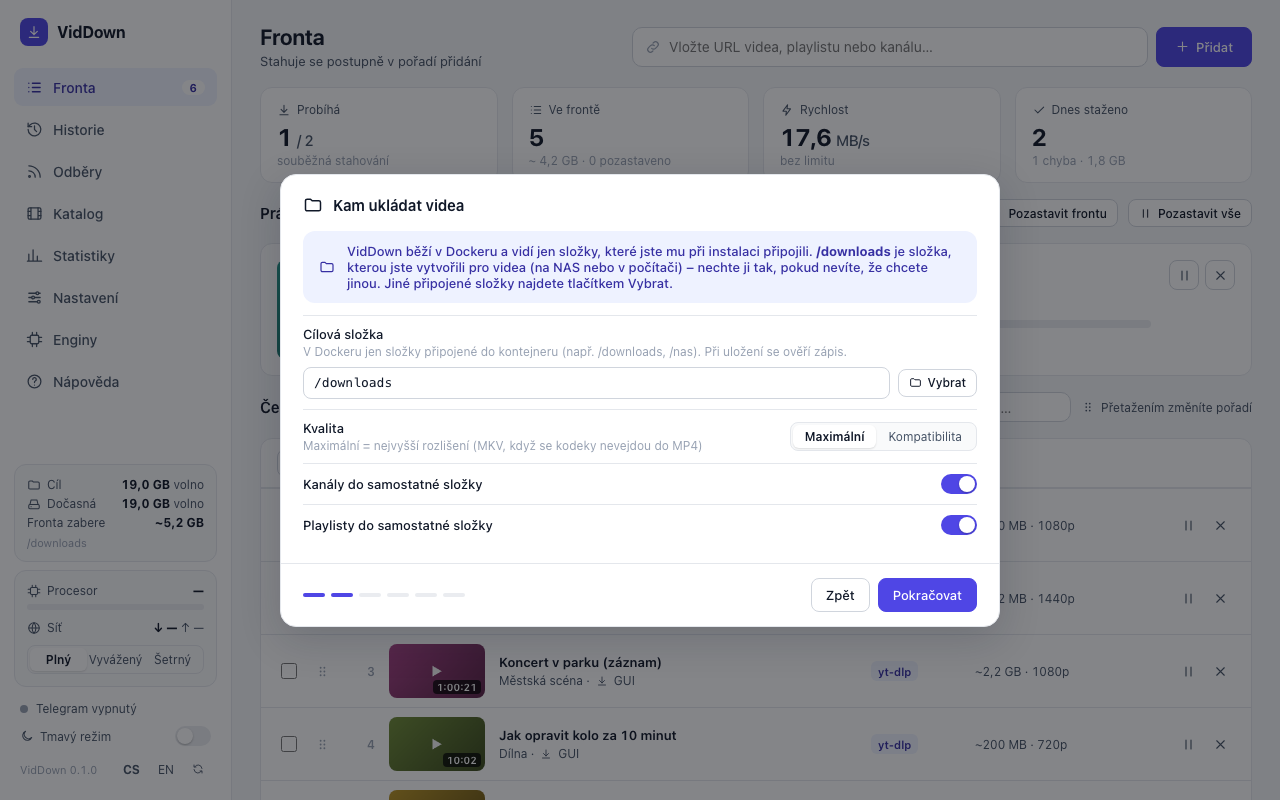 VidDown
Fronta
6
Historie
Odběry
Katalog
Statistiky
Nastavení
Enginy
Nápověda
Cíl
19,0 GB volno
Dočasná
19,0 GB volno
Fronta zabere
~5,2 GB
/downloads
Procesor
—
Síť
↓ — ↑ —
Plný
Vyvážený
Šetrný
Telegram vypnutý
Tmavý režim
VidDown 0.1.0
CS
EN
Fronta
Stahuje se postupně v pořadí přidání
Vložte URL videa, playlistu nebo kanálu…
+ Přidat
Probíhá
1 / 2
souběžná stahování
Ve frontě
5
~ 4,2 GB · 0 pozastaveno
Rychlost
17,6 MB/s
bez limitu
Dnes staženo
2
1 chyba · 1,8 GB
Pozastavit frontu
Pozastavit vše
Kam ukládat videa
VidDown běží v Dockeru a vidí jen složky, které jste mu při instalaci připojili. /downloads je složka,
kterou jste vytvořili pro videa (na NAS nebo v počítači) – nechte ji tak, pokud nevíte, že chcete
jinou. Jiné připojené složky najdete tlačítkem Vybrat.
Cílová složka
V Dockeru jen složky připojené do kontejneru (např. /downloads, /nas). Při uložení se ověří zápis.
/downloads
Vybrat
Kvalita
Maximální = nejvyšší rozlišení (MKV, když se kodeky nevejdou do MP4)
Maximální
Kompatibilita
Kanály do samostatné složky
Playlisty do samostatné složky
Zpět
Pokračovat
Přetažením změníte pořadí
MB · 1080p
MB · 1440p
3
1:00:21
Koncert v parku (záznam)
Městská scéna · GUI
yt-dlp
~2,2 GB · 1080p
4
10:02
Jak opravit kolo za 10 minut
Dílna · GUI
yt-dlp
~200 MB · 720p